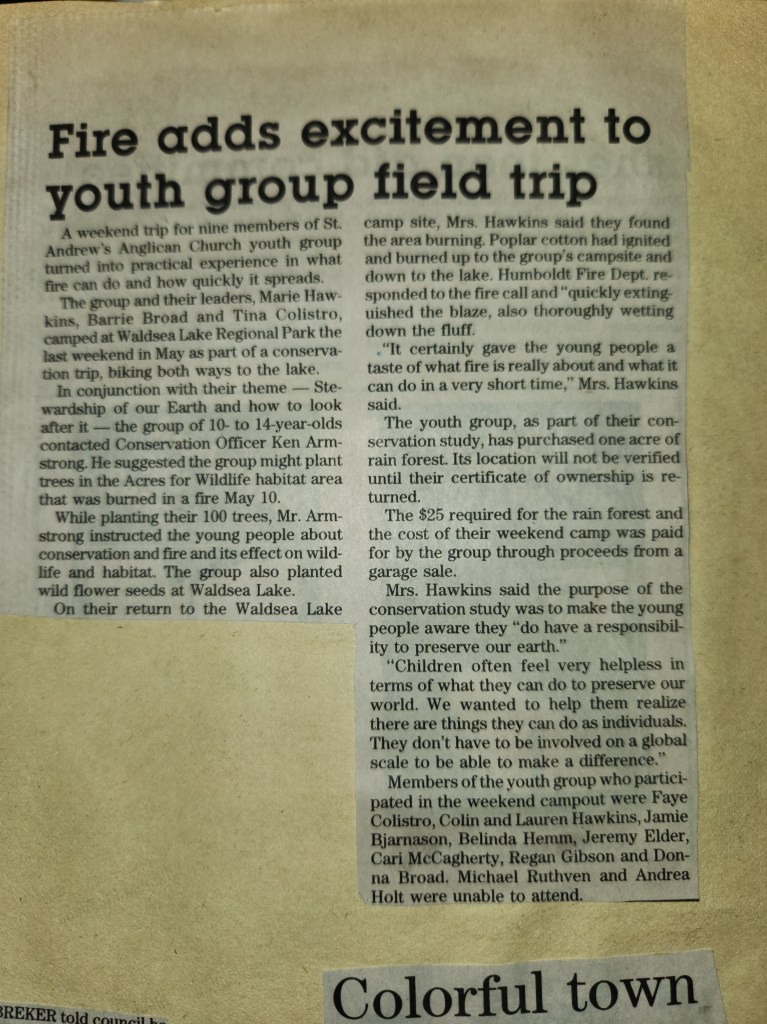 Fire adds excitement to
youth group field trip
A weekend trip for nine members of St.
Andrew's Anglican Church youth group
turned into practical experience in what
fire can do and how quickly it spreads.
The group and their leaders, Marie Haw-
kins, Barrie Broad and Tina Colistro,
camped at Waldsea Lake Regional Park the
last weekend in May as part of a conserva-
tion trip, biking both ways to the lake.
In conjunction with their theme — Ste-
wardship of our Earth and how to look
after it — the group of 10- to 14-year-olds
contacted Conservation Officer Ken Arm-
strong. He suggested the group might plant
trees in the Acres for Wildlife habitat area
that was burned in a fire May 10.
While planting their 100 trees, Mr. Arm-
strong instructed the young people about
conservation and fire and its effect on wild-
life and habitat. The group also planted
wild flower seeds at Waldsea Lake.
On their return to the Waldsea Lake
camp site, Mrs. Hawkins said they found
the area burning. Poplar cotton had ignited
and burned up to the group's campsite and
down to the lake. Humboldt Fire Dept. re-
sponded to the fire call and "quickly exting-
uished the blaze, also thoroughly wetting
down the fluff.
"It certainly gave the young people a
taste of what fire is really about and what it
can do in a very short time," Mrs. Hawkins
said.
The youth group, as part of their con-
servation study, has purchased one acre of
rain forest. Its location will not be verified
until their certificate of ownership is re-
turned.
The $25 required for the rain forest and
the cost of their weekend camp was paid
for by the group through proceeds from a
garage sale.
Mrs. Hawkins said the purpose of the
conservation study was to make the young
people aware they "do have a responsibil-
ity to preserve our earth."
"Children often feel very helpless in
terms of what they can do to preserve our
world. We wanted to help them realize
there are things they can do as individuals.
They don't have to be involved on a global
scale to be able to make a difference."
Members of the youth group who partici-
pated in the weekend campout were Faye
Colistro, Colin and Lauren Hawkins, Jamie
Bjarnason, Belinda Hemm, Jeremy Elder,
Cari McCagherty, Regan Gibson and Don-
na Broad. Michael Ruthven and Andrea
Holt were unable to attend.
Colorful town
BREKER told council